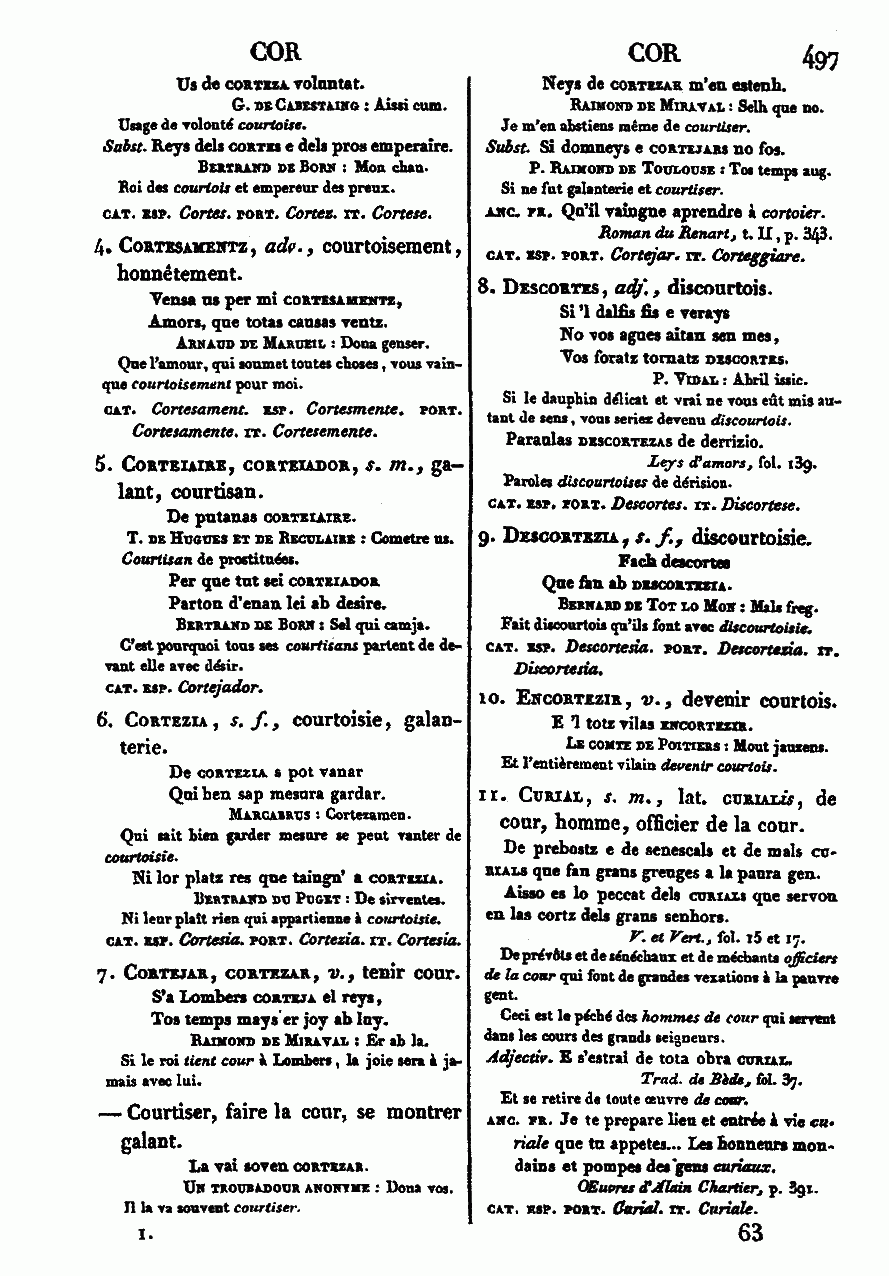 COR
COR 497
Us de CORTEZA voluntat.
G. DE CABESTAING : Aissi cum.
Usage de volonté courtoise.
Subst. Reys dels CORTES e dels pros emperaire.
BERTRAND DE BORN : Mon chan.
Roi des courtois et empereur des preux.
CAT. ESP. Cortes. PORT. Cortez. IT. Cortese.
4. CORTESAMENTZ, adv., courtoisement,
honnêtement.
Vensa us per mi CORTESAMENTZ,
Amors, que totas causas ventz.
ARNAUD DE MARUEIL : Dona genser.
Que l'amour, qui soumet toutes choses, vous vain-
que courtoisement pour moi.
CAT. Cortesament. ESP. Cortesmente. PORT.
Cortesamente. IT. Cortesemente.
5. CORTEIAIRE, CORTEIADOR, s. m., ga-
lant, courtisan.
De putanas CORTEIAIRE.
T. DE HUGUES ET DE RECULAIRE : Cometre us.
Courtisan de prostituées.
Per que tut sei CORTEIADOR
Parton d'enan lei ab desire.
BERTRAND DE BORN : Sel qui camja.
C'est pourquoi tous ses courtisans partent de de-
vant elle avec désir.
CAT. ESP. Cortejador.
6. CORTEZIA, s. f., courtoisie, galan-
terie.
De CORTEZIA s pot vanar
Qui ben sap mesura gardar.
MARCABRUS : Cortezamen.
Qui sait bien garder mesure se peut vanter de
courtoisie.
Ni lor platz res que taingn' a CORTEZIA.
BERTRAND DU PUGET : De sirventes.
Ni leur plaît rien qui appartienne à courtoisie.
CAT. ESP. Cortesia. PORT. Cortezia. IT. Cortesia.
7. CORTEJAR, CORTEZAR, v., tenir cour.
S'a Lombers CORTEJA el reys,
Tos temps mays er joy ab luy.
RAIMOND DE MIRAVAL : Er ab la.
Si le roi tient cour à Lombers, la joie sera à ja-
mais avec lui.
— Courtiser, faire la cour, se montrer
galant.
La vai soven CORTEZAR.
UN TROUBADOUR ANONYME : Dona vos.
Il la va souvent courtiser.
I.
Neys de CORTEZAR m'en estenh.
RAIMOND DE MIRAVAL : Selh que no.
Je m'en abstiens même de courtiser.
Subst. Si domneys e CORTEJARS no fos.
P. RAIMOND DE TOULOUSE : Tos temps aug.
Si ne fut galanterie et courtiser.
ANC. FR. Qu'il vaingne aprendre à cortoier.
Roman du Renart, t. II, p. 343.
CAT. ESP. PORT. Cortejar. IT. Corteggiare.
8. DESCORTES, adj., discourtois.
Si 'l dalfis fis e verays
No vos agues aitan sen mes,
Vos foratz tornatz DESCORTES.
P. VIDAL : Abril issic.
Si le dauphin délicat et vrai ne vous eût mis au-
tant de sens, vous seriez devenu discourtois.
Paraulas DESCORTEZAS de derrizio.
Leys d'amors, fol. 139.
Paroles discourtoises de dérision.
CAT. ESP. PORT. Descortes. IT. Discortese.
9. DESCORTEZIA, s. f., discourtoisie.
Fach descortes
Que fan ab DESCORTEZIA.
BERNARD DE TOT LO MON : Mals freg.
Fait discourtois qu'ils font avec discourtoisie.
CAT. ESP. Descortesia. PORT. Descortezia. IT.
Discortesia.
10. ENCORTEZIR, v., devenir courtois.
E 'l totz vilas ENCORTEZIR.
LE COMTE DE POITIERS : Mout jauzens.
Et l'entièrement vilain devenir courtois.
11. CURIAL, s. m., lat. CURIALis, de
cour, homme, officier de la cour.
De prebostz e de senescals et de mals CU-
RIALS que fan grans greuges a la paura gen.
Aisso es lo peccat dels CURIALS que servon
en las cortz dels grans senhors.
V. et Vert., fol. 15 et 17.
De prévôts et de sénéchaux et de méchants officiers
de la cour qui font de grandes vexations à la pauvre
gent.
Ceci est le péché des hommes de cour qui servent
dans les cours des grands seigneurs.
Adjectiv. E s'estrai de tota obra CURIAL.
Trad. de Bède, fol. 37.
Et se retire de toute œuvre de cour.
ANC. FR. Je te prepare lieu et entrée à vie cu-
riale que tu appetes... Les honneurs mon-
dains et pompes des gens curiaux.
Œuvres d'Alain Chartier, p. 391.
CAT. ESP. PORT. Curial. IT. Curiale.
63